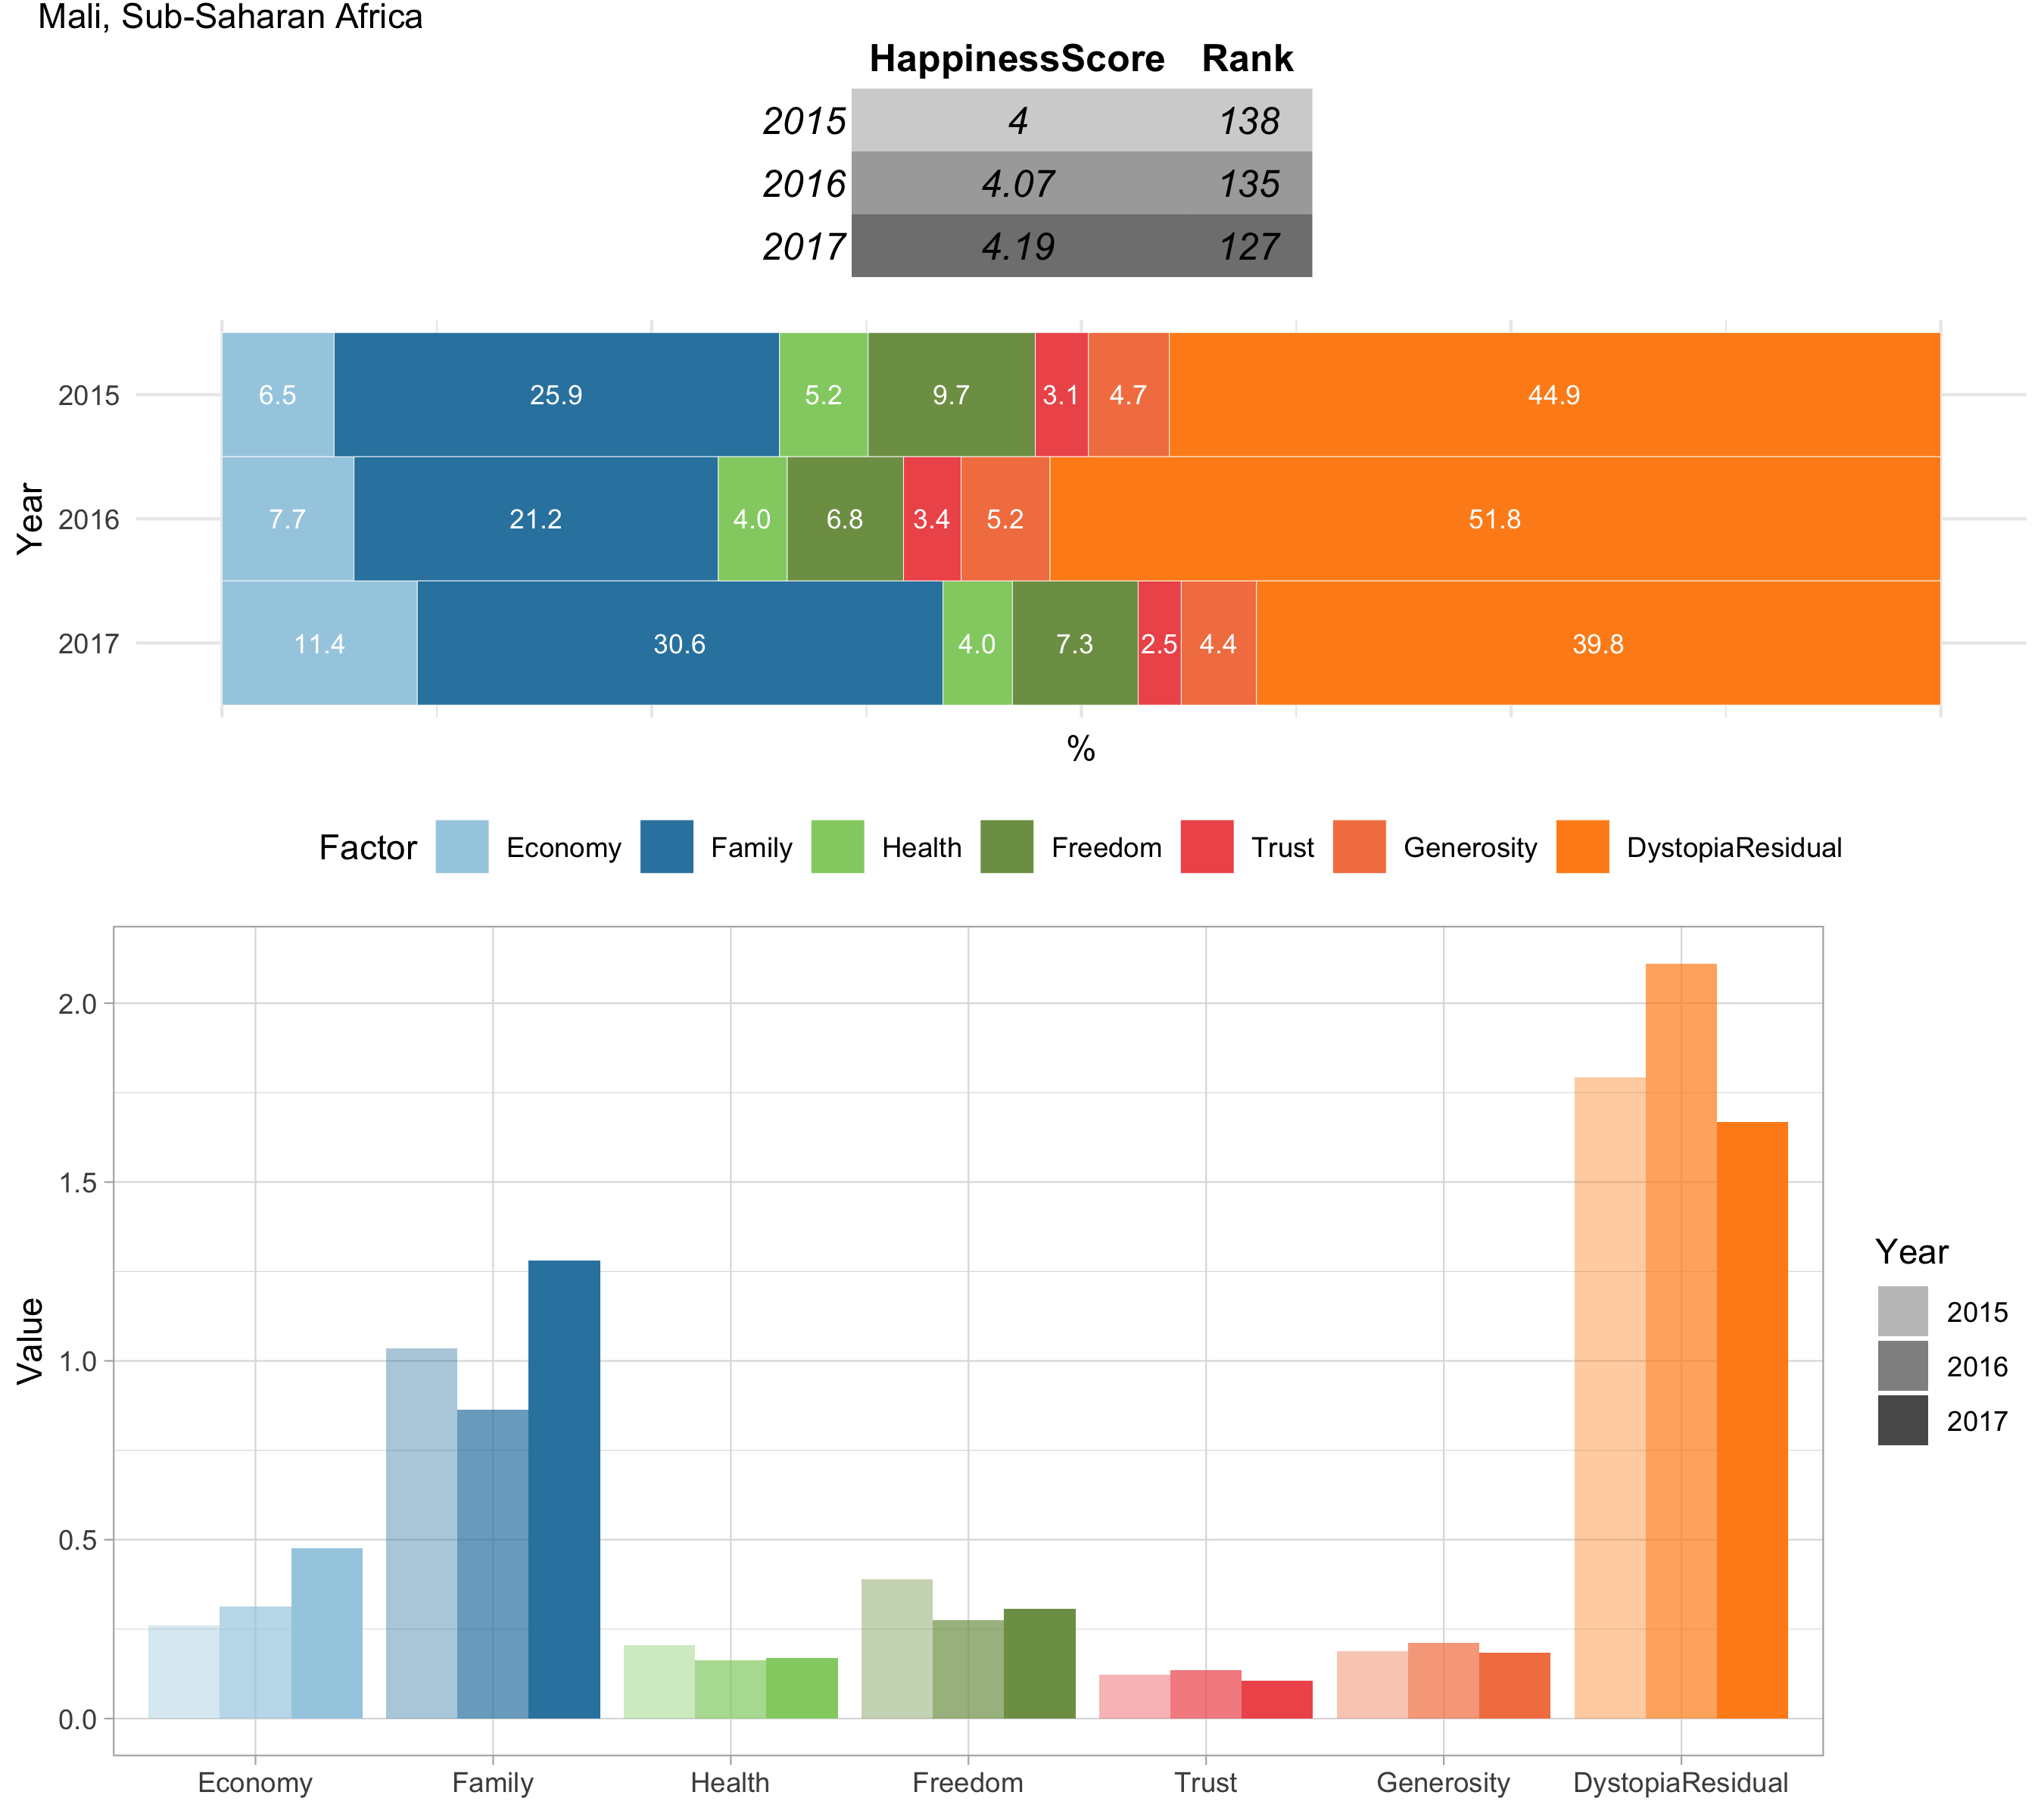 Mali, Sub-Saharan Africa
HappinessScore Rank
2015 4 138
2016 4.07 135
2017 4.19 127
2015 6.5 25.9 5.2 9.7 3.1 4.7 44.9
2016 7.7 21.2 4.0 6.8 3.4 5.2 51.8
2017 11.4 30.6 4.0 7.3 2.5 4.4 39.8
Year
%
Factor Economy Family Health Freedom Trust Generosity DystopiaResidual
2.0
1.5
1.0
0.5
0.0
Value
Economy Family Health Freedom Trust Generosity DystopiaResidual
Year
2015
2016
2017